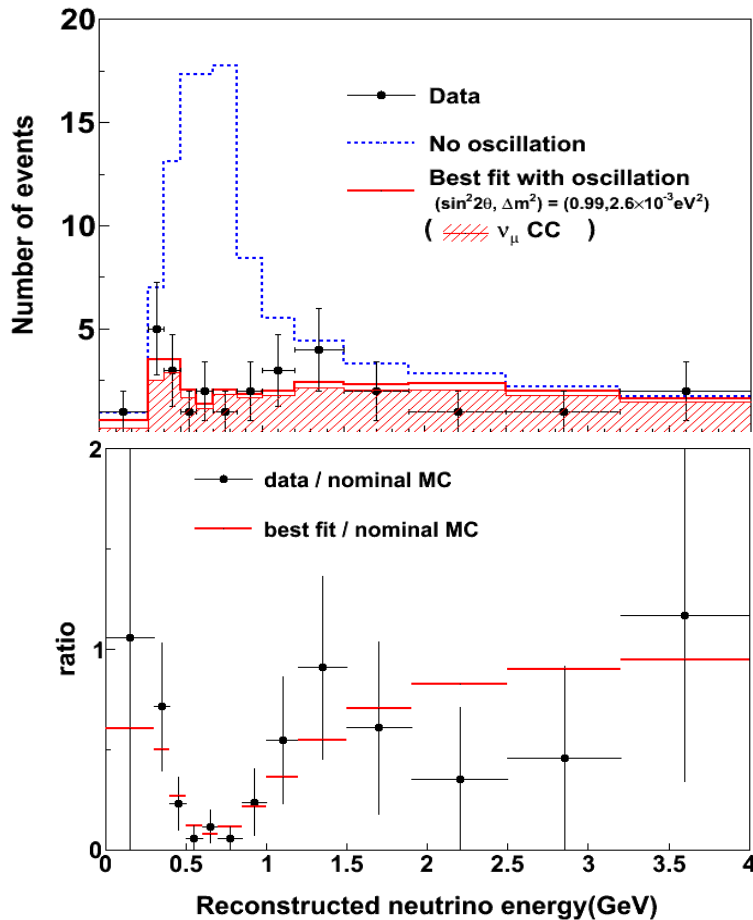 20
15
10
5
Number of events
Data
No oscillation
Best fit with oscillation
(sin²2θ, Δm²) = (0.99,2.6×10⁻³eV²)
( ν_μ CC )
2
1
0
ratio
data / nominal MC
best fit / nominal MC
0 0.5 1 1.5 2 2.5 3 3.5 4
Reconstructed neutrino energy(GeV)